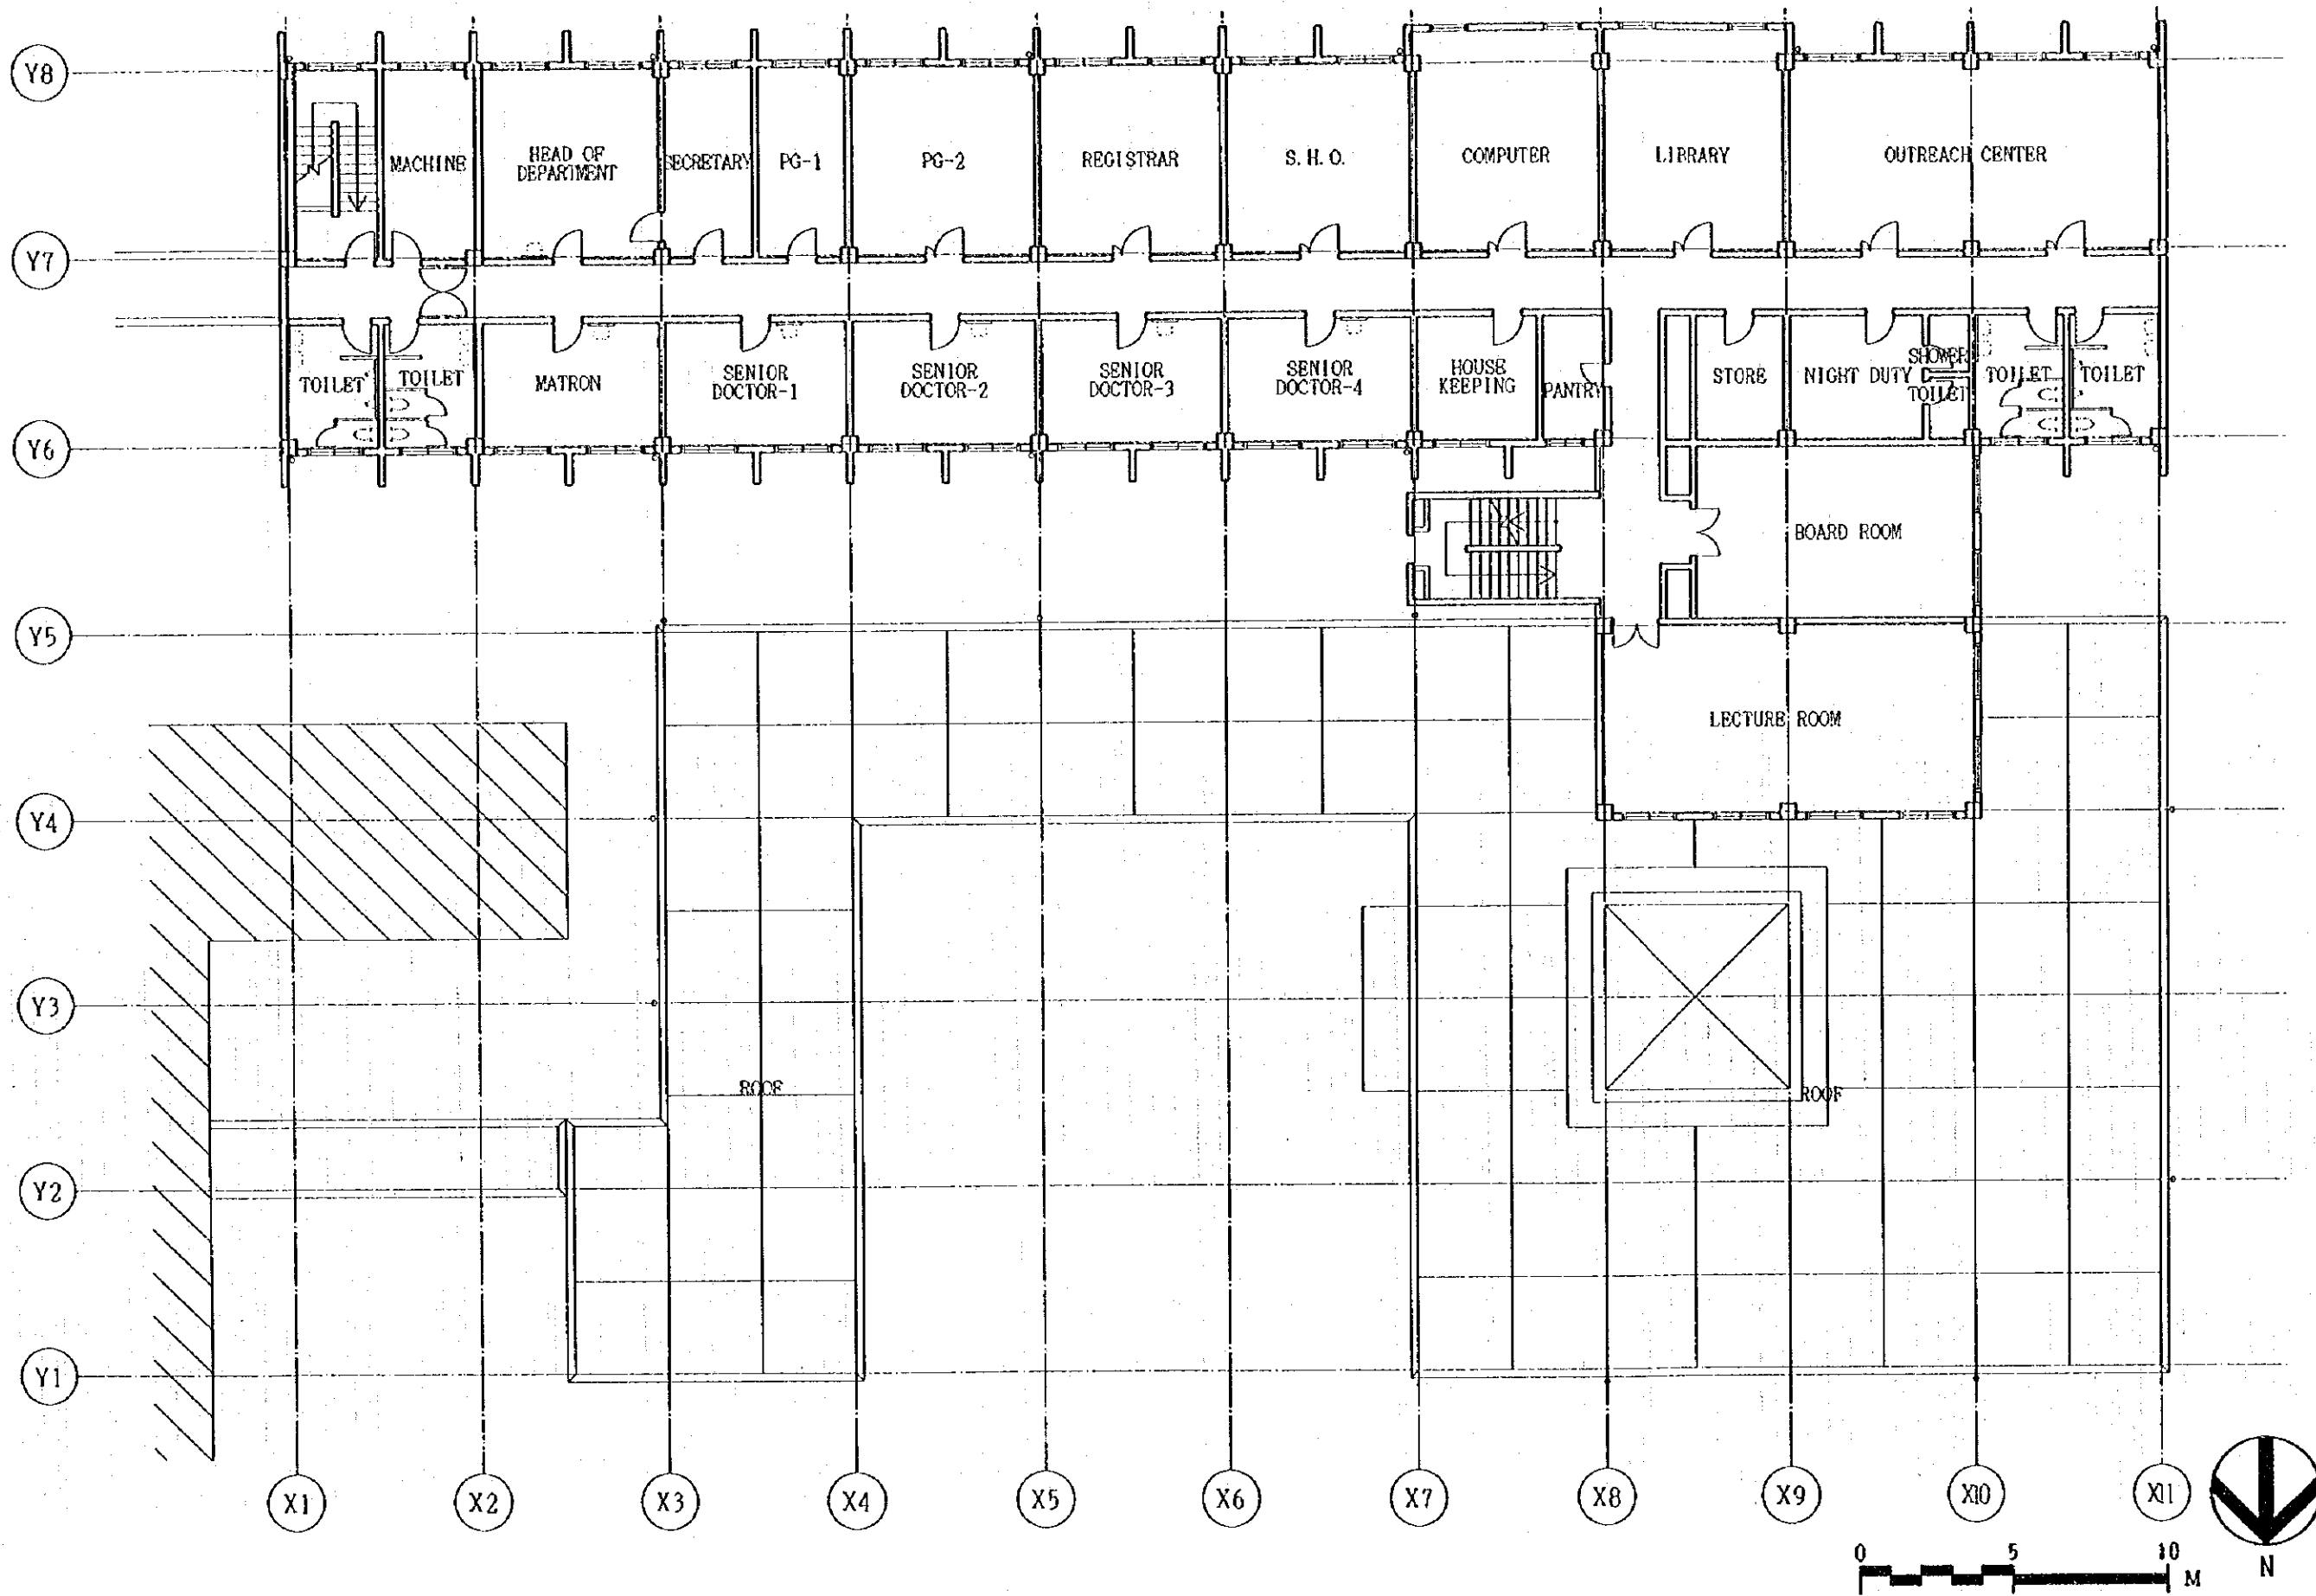 Y8
MACHINE
HEAD OF
DEPARTMENT
SECRETARY
PG-1
PG-2
REGISTRAR
S. H. O.
COMPUTER
LIBRARY
OUTREACH CENTER
Y7
TOILET
TOILET
MATRON
SENIOR
DOCTOR-1
SENIOR
DOCTOR-2
SENIOR
DOCTOR-3
SENIOR
DOCTOR-4
HOUSE
KEEPING
PANTRY
STORE
NIGHT DUTY
SHOWER
TOILET
TOILET
TOILET
Y6
BOARD ROOM
Y5
LECTURE ROOM
Y4
Y3
ROOF
ROOF
Y2
Y1
X1
X2
X3
X4
X5
X6
X7
X8
X9
X10
X11
N
0
5
10
M